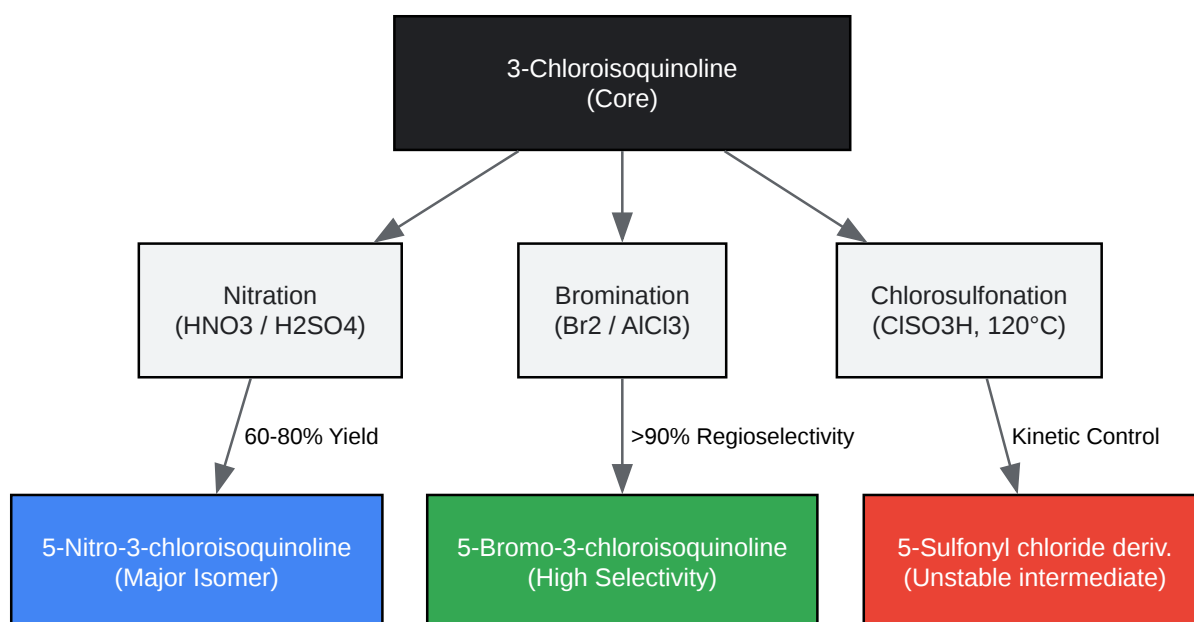 3-Chloroisoquinoline
(Core)
Nitration
(HNO3 / H2SO4)
Bromination
(Br2 / AlCl3)
Chlorosulfonation
(ClSO3H, 120°C)
60-80% Yield
>90% Regioselectivity
Kinetic Control
5-Nitro-3-chloroisoquinoline
(Major Isomer)
5-Bromo-3-chloroisoquinoline
(High Selectivity)
5-Sulfonyl chloride deriv.
(Unstable intermediate)